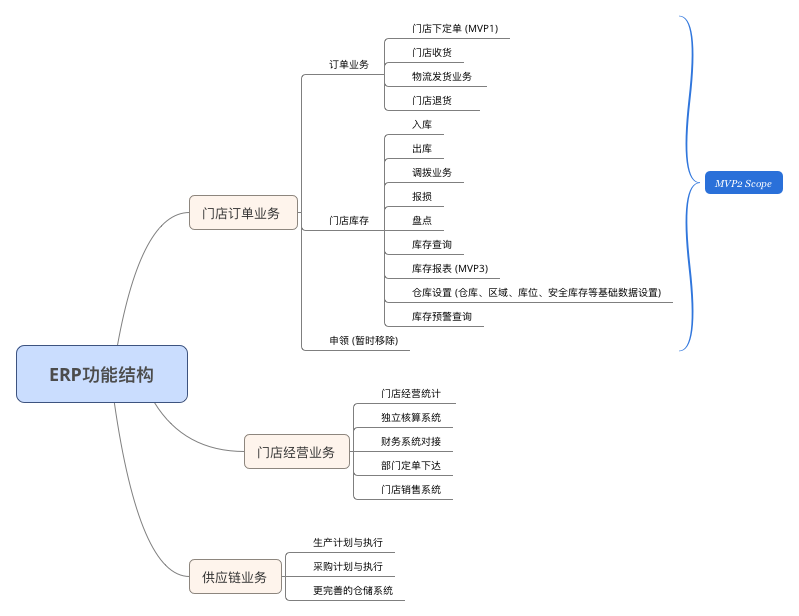 ERP功能结构
门店订单业务
订单业务
门店下定单 (MVP1)
门店收货
物流发货业务
门店退货
门店库存
入库
出库
调拨业务
报损
盘点
库存查询
库存报表 (MVP3)
仓库设置 (仓库、区域、库位、安全库存等基础数据设置)
库存预警查询
申领 (暂时移除)
MVP2 Scope
门店经营业务
门店经营统计
独立核算系统
财务系统对接
部门定单下达
门店销售系统
供应链业务
生产计划与执行
采购计划与执行
更完善的仓储系统